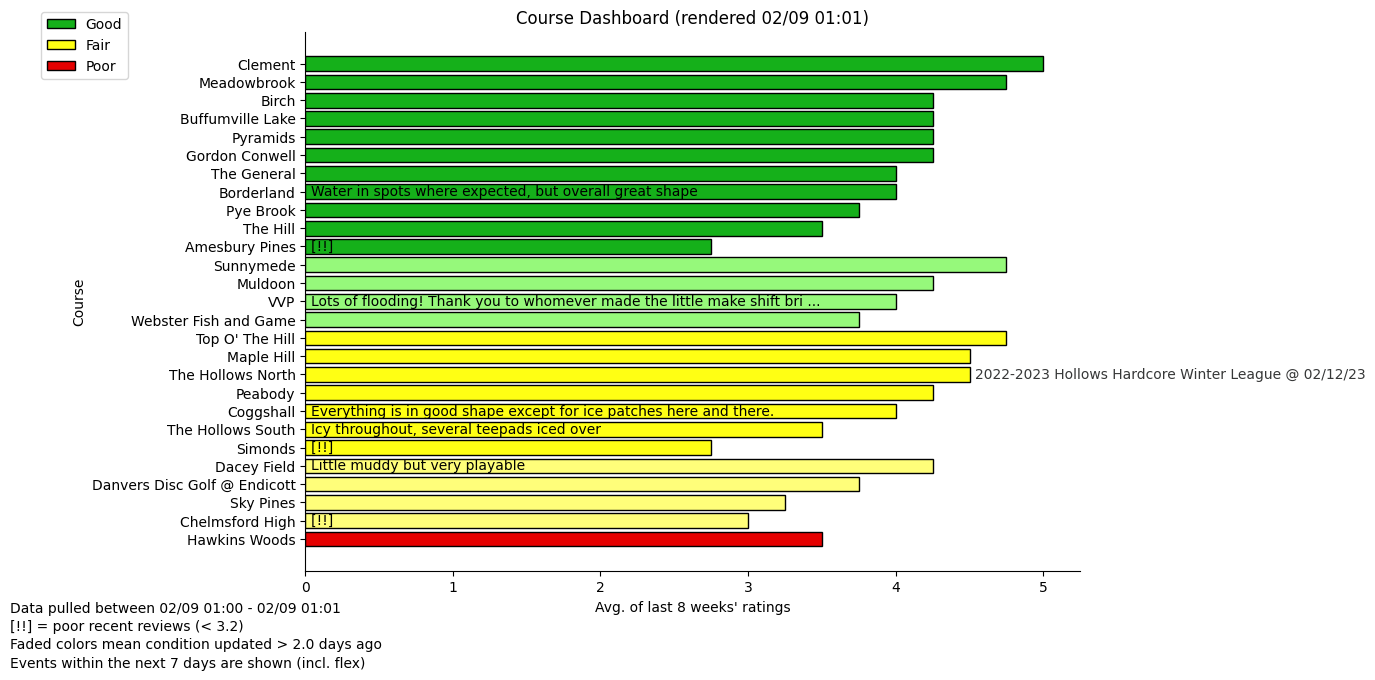 Good
Fair
Poor
Course Dashboard (rendered 02/09 01:01)
Course
Clement
Meadowbrook
Birch
Buffumville Lake
Pyramids
Gordon Conwell
The General
Borderland Water in spots where expected, but overall great shape
Pye Brook
The Hill
Amesbury Pines [!!]
Sunnymede
Muldoon
VVP Lots of flooding! Thank you to whomever made the little make shift bri ...
Webster Fish and Game
Top O' The Hill
Maple Hill
The Hollows North 2022-2023 Hollows Hardcore Winter League @ 02/12/23
Peabody
Coggshall Everything is in good shape except for ice patches here and there.
The Hollows South Icy throughout, several teepads iced over
Simonds [!!]
Dacey Field Little muddy but very playable
Danvers Disc Golf @ Endicott
Sky Pines
Chelmsford High [!!]
Hawkins Woods
0 1 2 3 4 5
Avg. of last 8 weeks' ratings
Data pulled between 02/09 01:00 - 02/09 01:01
[!!] = poor recent reviews (< 3.2)
Faded colors mean condition updated > 2.0 days ago
Events within the next 7 days are shown (incl. flex)